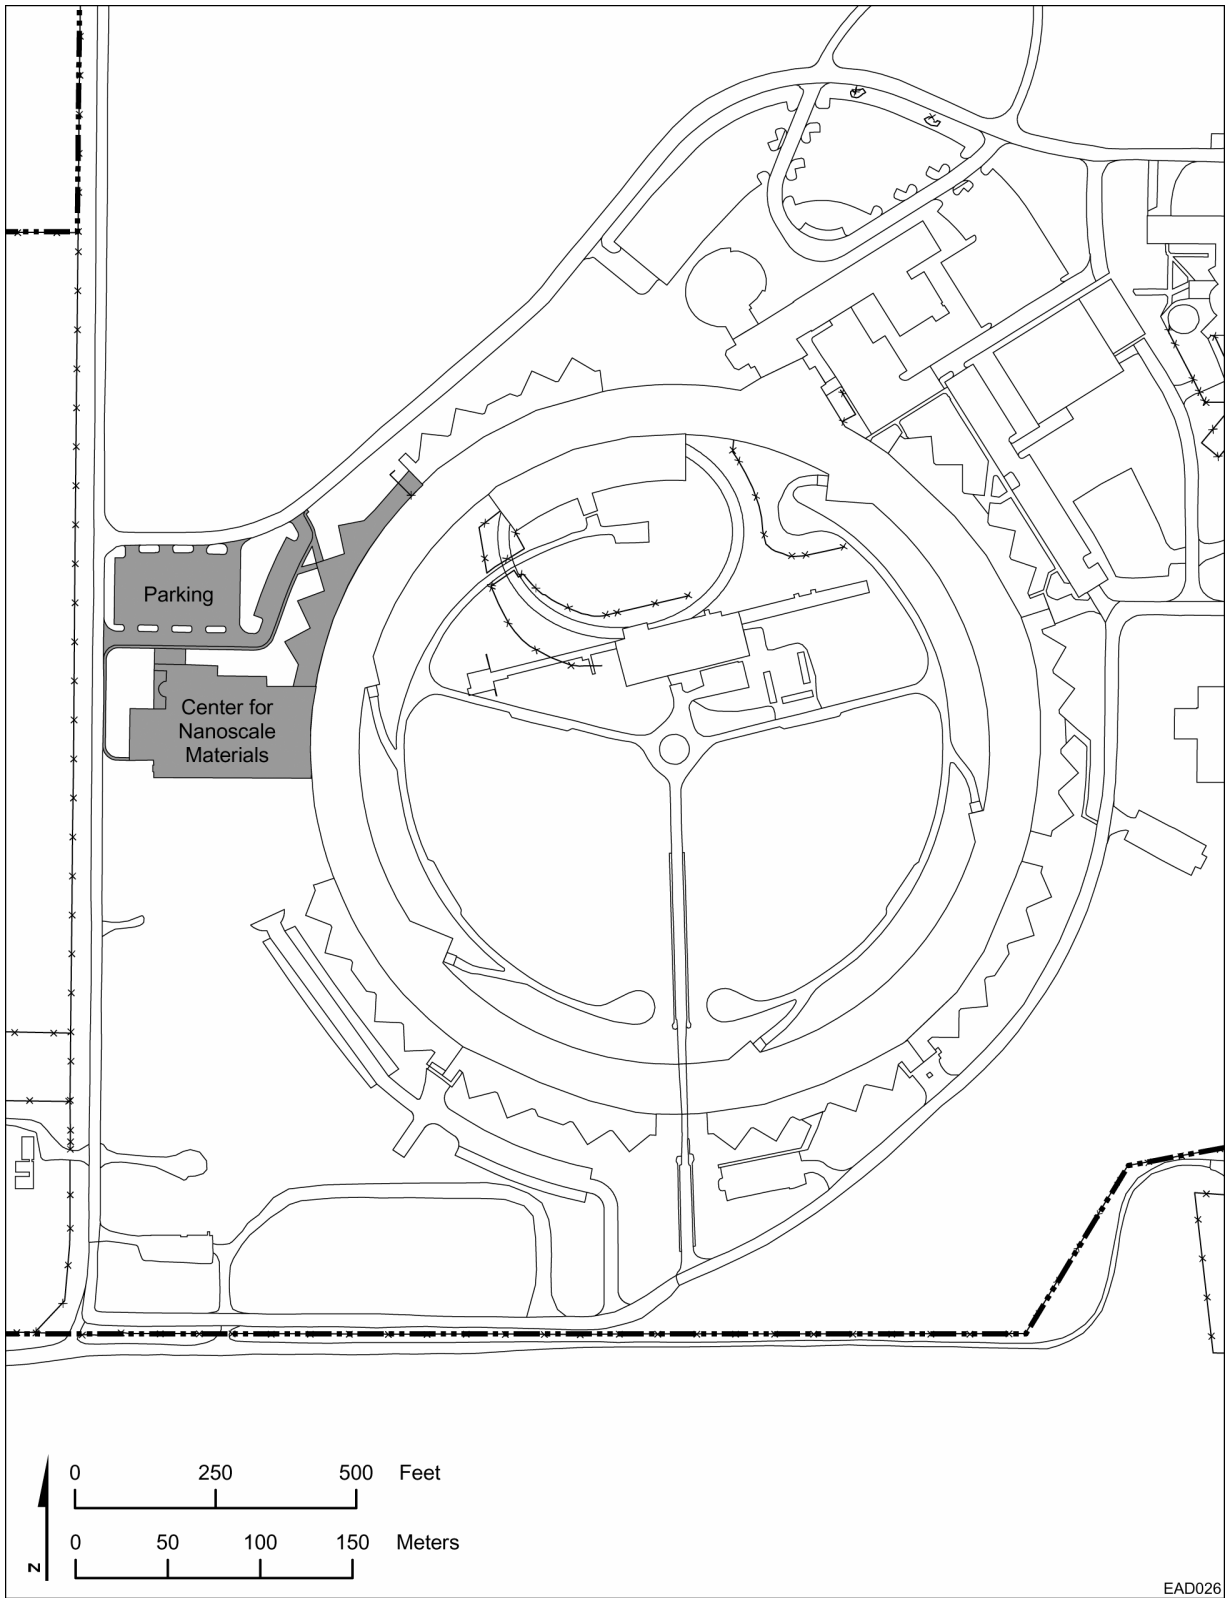 Parking
Center for
Nanoscale
Materials
0 250 500 Feet
0 50 100 150 Meters
N
EAD026